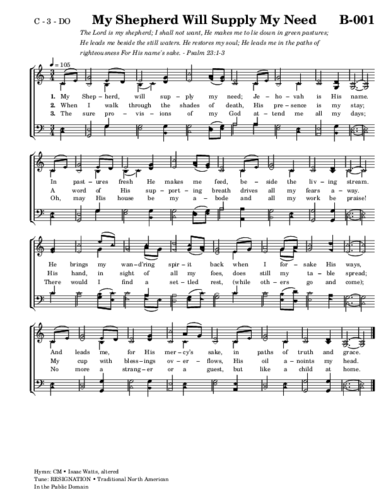 C - 3 - DO My Shepherd Will Supply My Need B-001
The Lord is my shepherd; I shall not want, He makes me to lie down in green pastures;
He leads me beside the still waters. He restores my soul; He leads me in the paths of
righteousness For His name's sake. - Psalm 23:1-3
♩ = 105
1. My Shep– herd, will sup– ply my need; Je – ho – vah is His name.
2. When I walk through the shades of death, His pre – sence is my stay;
3. The sure pro – vis – ions of my God at – tend me all my days;
In past – ures fresh He makes me feed, be – side the liv – ing stream.
A word of His sup – port – ing breath drives all my fears a – way.
Oh, may His house be my a – bode and all my work be praise!
He brings my wan–d'ring spir – it back when I for – sake His ways,
His hand, in sight of all my foes, does still my ta – ble spread;
There would I find a set – tled rest, (while oth – ers go and come);
And leads me, for His mer – cy's sake, in paths of truth and grace.
My cup with bless – ings ov – er – flows, His oil a – noints my head.
No more a strang – er or a guest, but like a child at home.
Hymn: CM • Isaac Watts, altered
Tune: RESIGNATION • Traditional North American
In the Public Domain